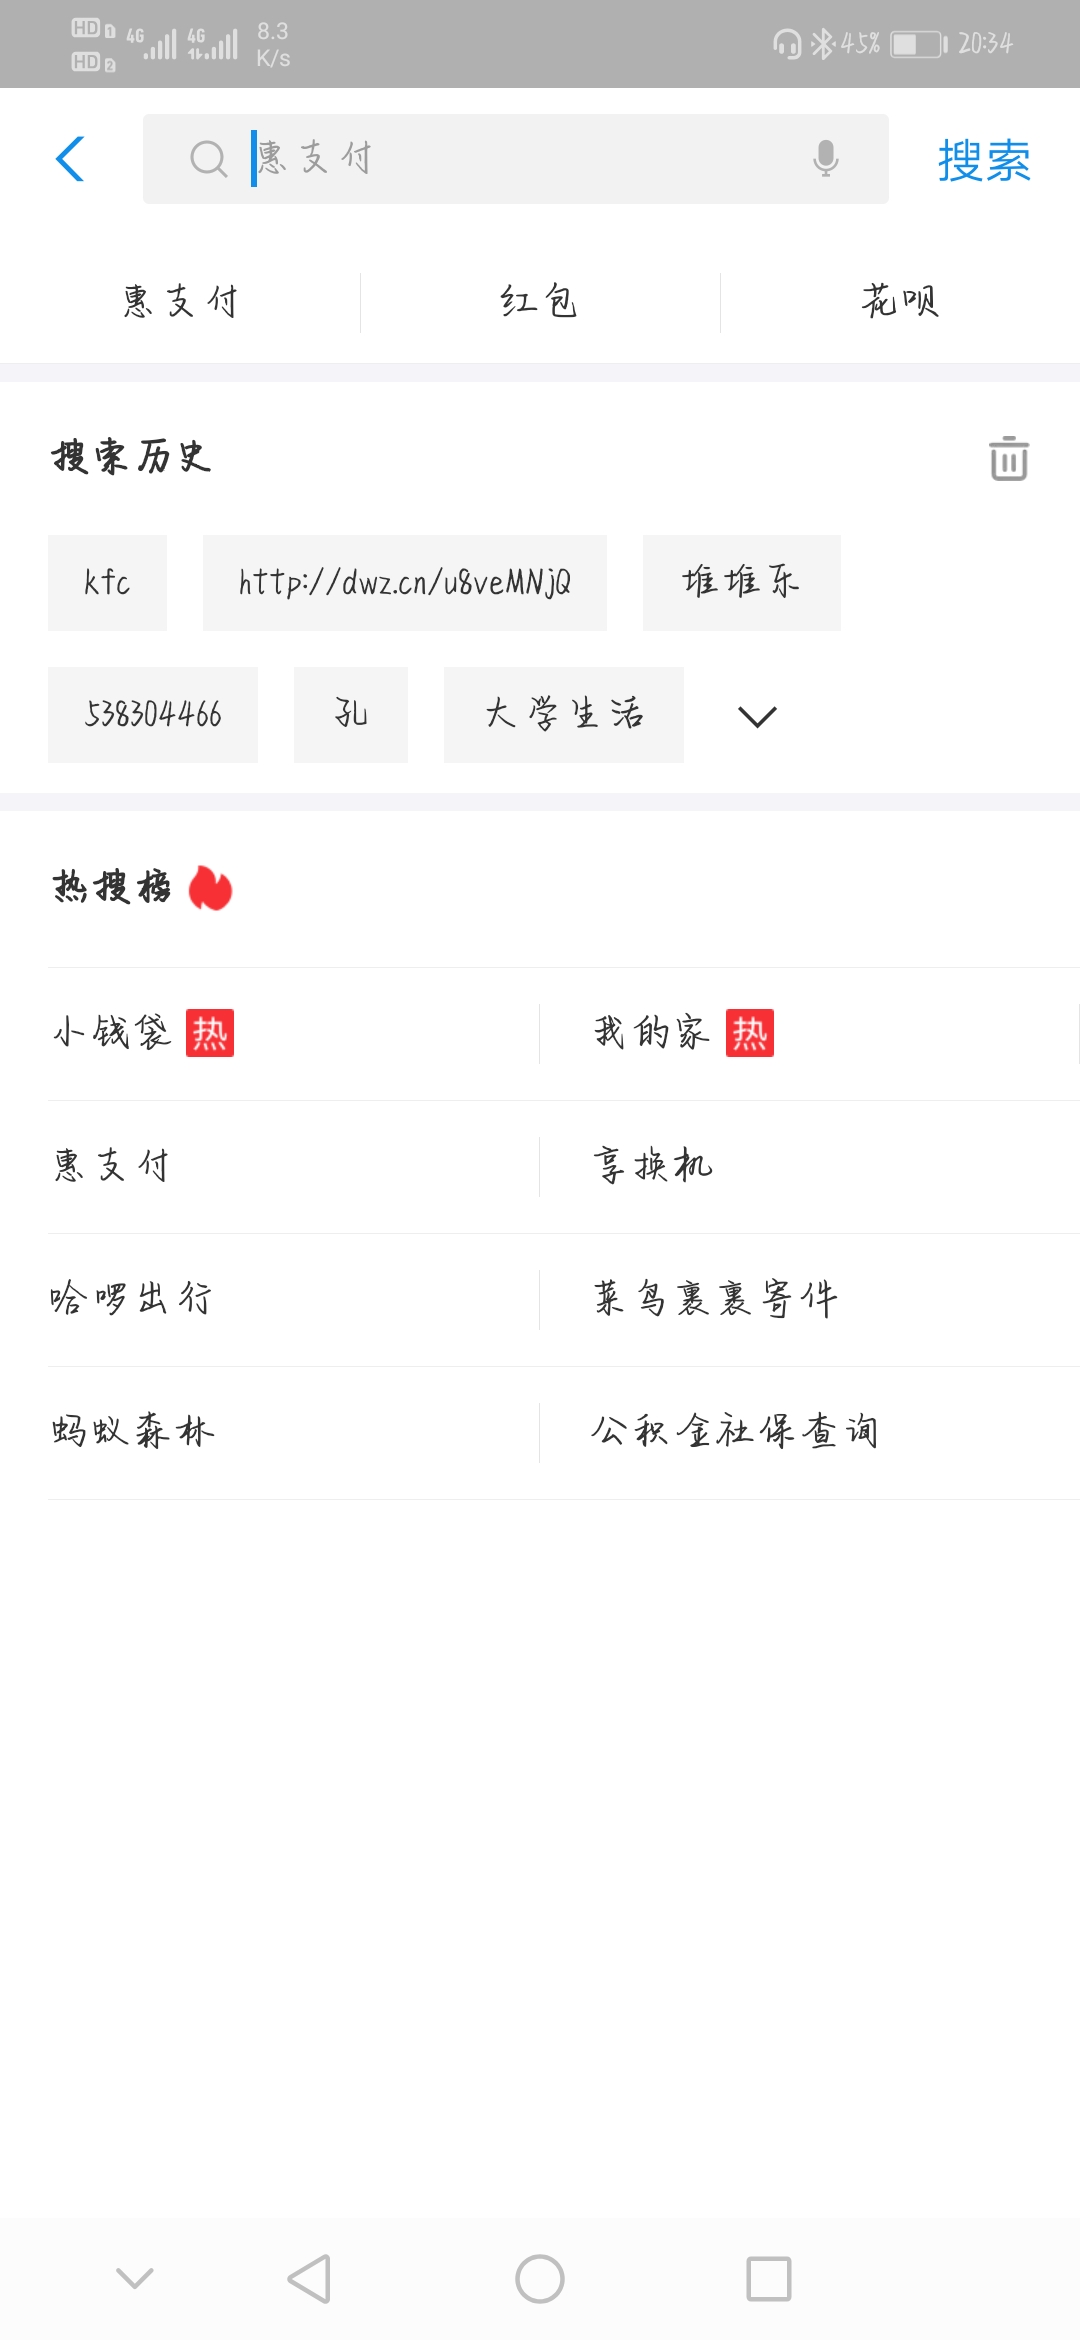 HD 1 4G 4G 8.3 K/s 45% 20:34
HD 2
惠支付 搜索
惠支付 红包 花呗
搜索历史
kfc http://dwz.cn/u8veMNjQ 堆堆乐
538304466 孔 大学生活
热搜榜
小钱袋 热 我的家 热
惠支付 享换机
哈啰出行 菜鸟裹裹寄件
蚂蚁森林 公积金社保查询